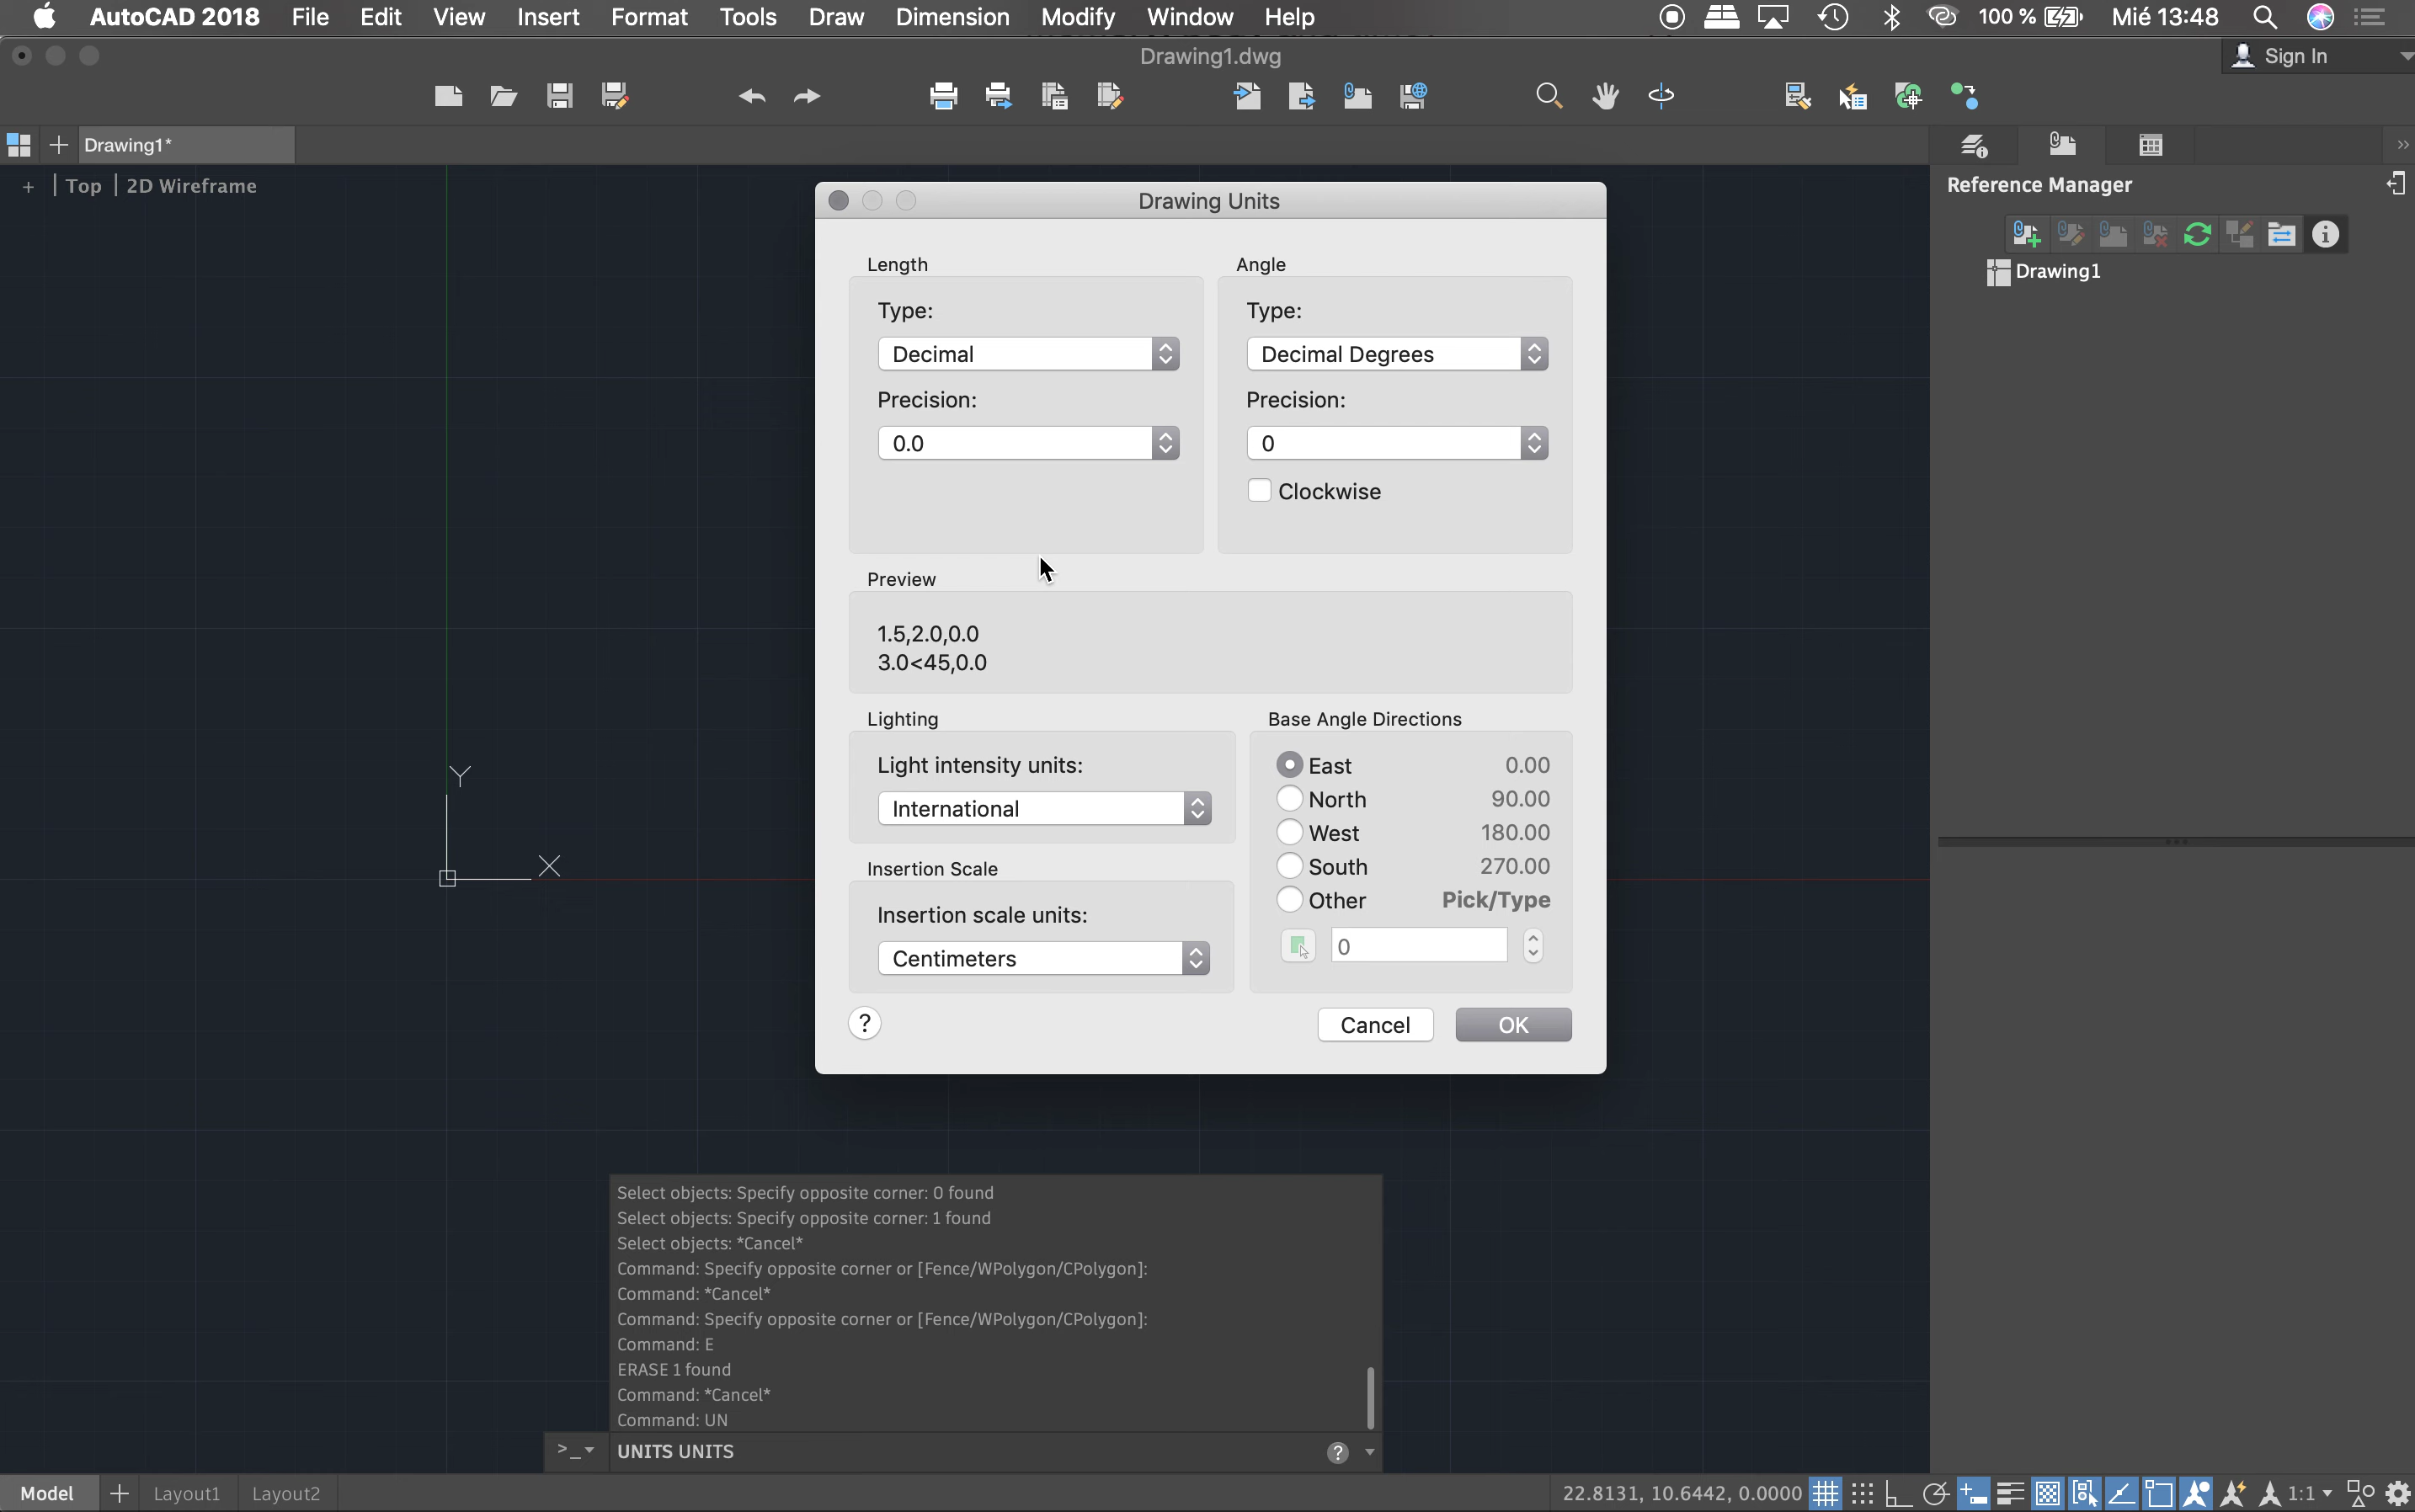 AutoCAD 2018 File Edit View Insert Format Tools Draw Dimension Modify Window Help 100 % Mié 13:48
Drawing1.dwg
Sign In
Drawing1*
+ | Top | 2D Wireframe
Reference Manager
Drawing1
Drawing Units
Length
Type:
Decimal
Precision:
0.0
Angle
Type:
Decimal Degrees
Precision:
0
Clockwise
Preview
1.5,2.0,0.0
3.0<45,0.0
Lighting
Light intensity units:
International
Insertion Scale
Insertion scale units:
Centimeters
Base Angle Directions
East 0.00
North 90.00
West 180.00
South 270.00
Other Pick/Type
0
?
Cancel OK
Y
X
Select objects: Specify opposite corner: 0 found
Select objects: Specify opposite corner: 1 found
Select objects: *Cancel*
Command: Specify opposite corner or [Fence/WPolygon/CPolygon]:
Command: *Cancel*
Command: Specify opposite corner or [Fence/WPolygon/CPolygon]:
Command: E
ERASE 1 found
Command: *Cancel*
Command: UN
>_ UNITS UNITS ?
Model + Layout1 Layout2 22.8131, 10.6442, 0.0000 1:1